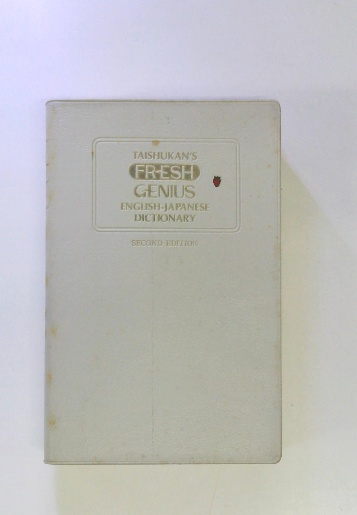 TAISHUKAN'S
FRESH
GENIUS
ENGLISH-JAPANESE
DICTIONARY
SECOND EDITION